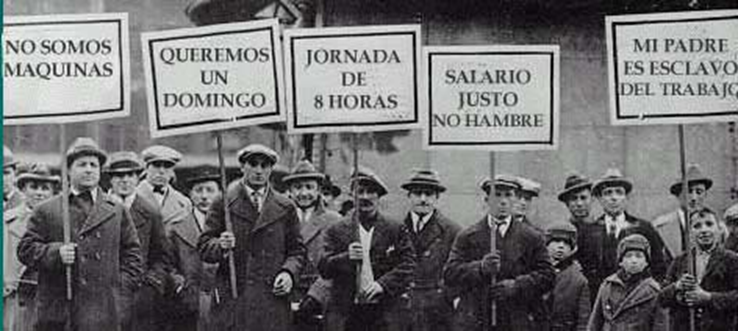 NO SOMOS
MAQUINAS
QUEREMOS
UN
DOMINGO
JORNADA
DE
8 HORAS
SALARIO
JUSTO
NO HAMBRE
MI PADRE
ES ESCLAVO
DEL TRABAJO